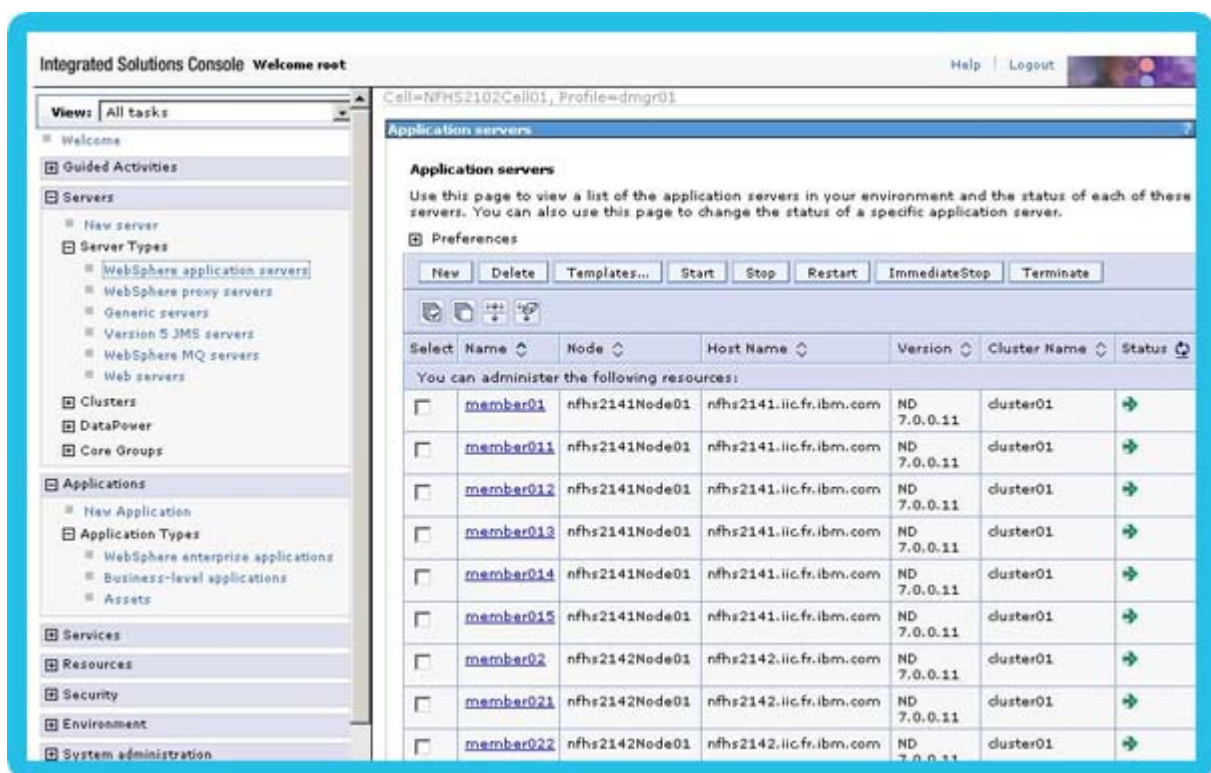 Integrated Solutions Console Welcome root
Help Logout
View: All tasks
Welcome
Guided Activities
Servers
New server
Server Types
WebSphere application servers
WebSphere proxy servers
Generic servers
Version 5 JMS servers
WebSphere MQ servers
Web servers
Clusters
DataPower
Core Groups
Applications
New Application
Application Types
WebSphere enterprise applications
Business-level applications
Assets
Services
Resources
Security
Environment
System administration
Cell=NFHS2102Cell01, Profile=dmgr01
Application servers ?
Application servers
Use this page to view a list of the application servers in your environment and the status of each of these
servers. You can also use this page to change the status of a specific application server.
Preferences
New Delete Templates... Start Stop Restart ImmediateStop Terminate
Select Name Node Host Name Version Cluster Name Status
You can administer the following resources:
member01 nfhs2141Node01 nfhs2141.iic.fr.ibm.com ND cluster01
7.0.0.11
member011 nfhs2141Node01 nfhs2141.iic.fr.ibm.com ND cluster01
7.0.0.11
member012 nfhs2141Node01 nfhs2141.iic.fr.ibm.com ND cluster01
7.0.0.11
member013 nfhs2141Node01 nfhs2141.iic.fr.ibm.com ND cluster01
7.0.0.11
member014 nfhs2141Node01 nfhs2141.iic.fr.ibm.com ND cluster01
7.0.0.11
member015 nfhs2141Node01 nfhs2141.iic.fr.ibm.com ND cluster01
7.0.0.11
member02 nfhs2142Node01 nfhs2142.iic.fr.ibm.com ND cluster01
7.0.0.11
member021 nfhs2142Node01 nfhs2142.iic.fr.ibm.com ND cluster01
7.0.0.11
member022 nfhs2142Node01 nfhs2142.iic.fr.ibm.com ND cluster01
7.0.0.11